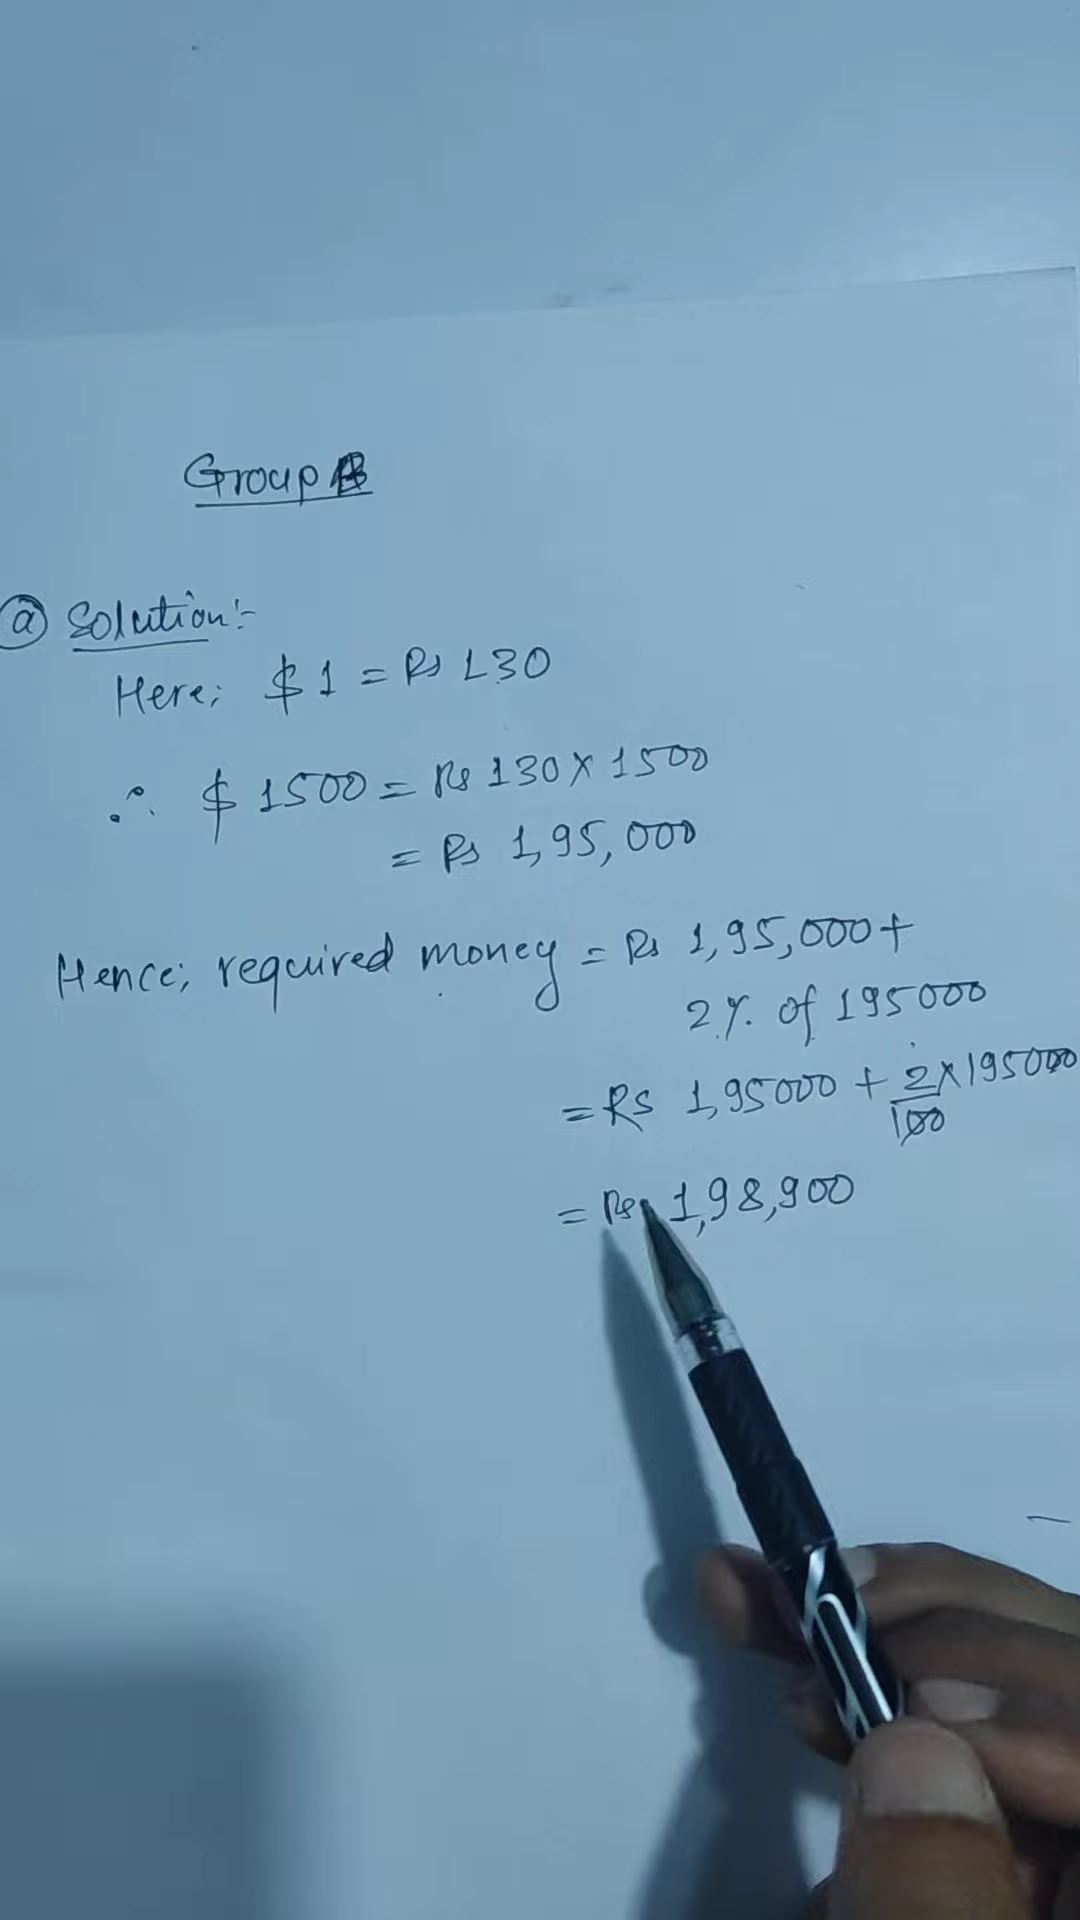 Group B
(a) Solution:-
Here; $ 1 = Rs 130
∴ $ 1500 = Rs 130 × 1500
= Rs 1,95,000
Hence; required money = Rs 1,95,000 +
2% of 195000
= Rs 1,95000 + 2/100 × 195000
= Rs 1,98,900